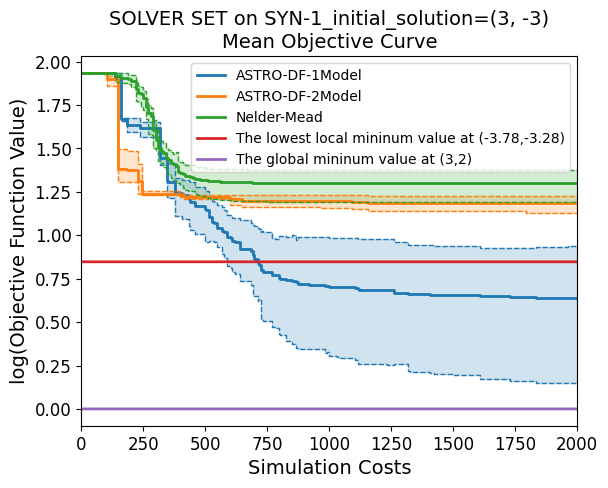 SOLVER SET on SYN-1_initial_solution=(3, -3)
Mean Objective Curve
log(Objective Function Value)
2.00
1.75
1.50
1.25
1.00
0.75
0.50
0.25
0.00
ASTRO-DF-1Model
ASTRO-DF-2Model
Nelder-Mead
The lowest local mininum value at (-3.78,-3.28)
The global mininum value at (3,2)
0
250
500
750
1000
1250
1500
1750
2000
Simulation Costs